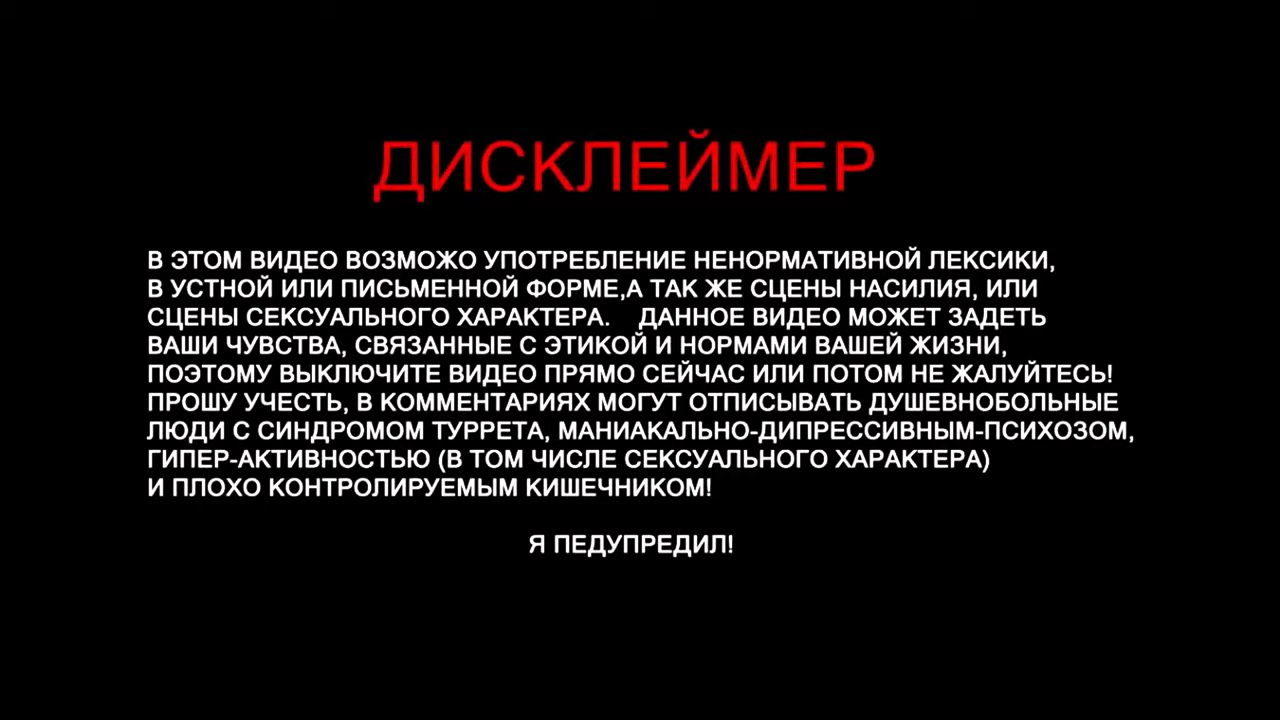 ДИСКЛЕЙМЕР
В ЭТОМ ВИДЕО ВОЗМОЖО УПОТРЕБЛЕНИЕ НЕНОРМАТИВНОЙ ЛЕКСИКИ,
В УСТНОЙ ИЛИ ПИСЬМЕННОЙ ФОРМЕ,А ТАК ЖЕ СЦЕНЫ НАСИЛИЯ, ИЛИ
СЦЕНЫ СЕКСУАЛЬНОГО ХАРАКТЕРА. ДАННОЕ ВИДЕО МОЖЕТ ЗАДЕТЬ
ВАШИ ЧУВСТВА, СВЯЗАННЫЕ С ЭТИКОЙ И НОРМАМИ ВАШЕЙ ЖИЗНИ,
ПОЭТОМУ ВЫКЛЮЧИТЕ ВИДЕО ПРЯМО СЕЙЧАС ИЛИ ПОТОМ НЕ ЖАЛУЙТЕСЬ!
ПРОШУ УЧЕСТЬ, В КОММЕНТАРИЯХ МОГУТ ОТПИСЫВАТЬ ДУШЕВНОБОЛЬНЫЕ
ЛЮДИ С СИНДРОМОМ ТУРРЕТА, МАНИАКАЛЬНО-ДИПРЕССИВНЫМ-ПСИХОЗОМ,
ГИПЕР-АКТИВНОСТЬЮ (В ТОМ ЧИСЛЕ СЕКСУАЛЬНОГО ХАРАКТЕРА)
И ПЛОХО КОНТРОЛИРУЕМЫМ КИШЕЧНИКОМ!
Я ПЕДУПРЕДИЛ!